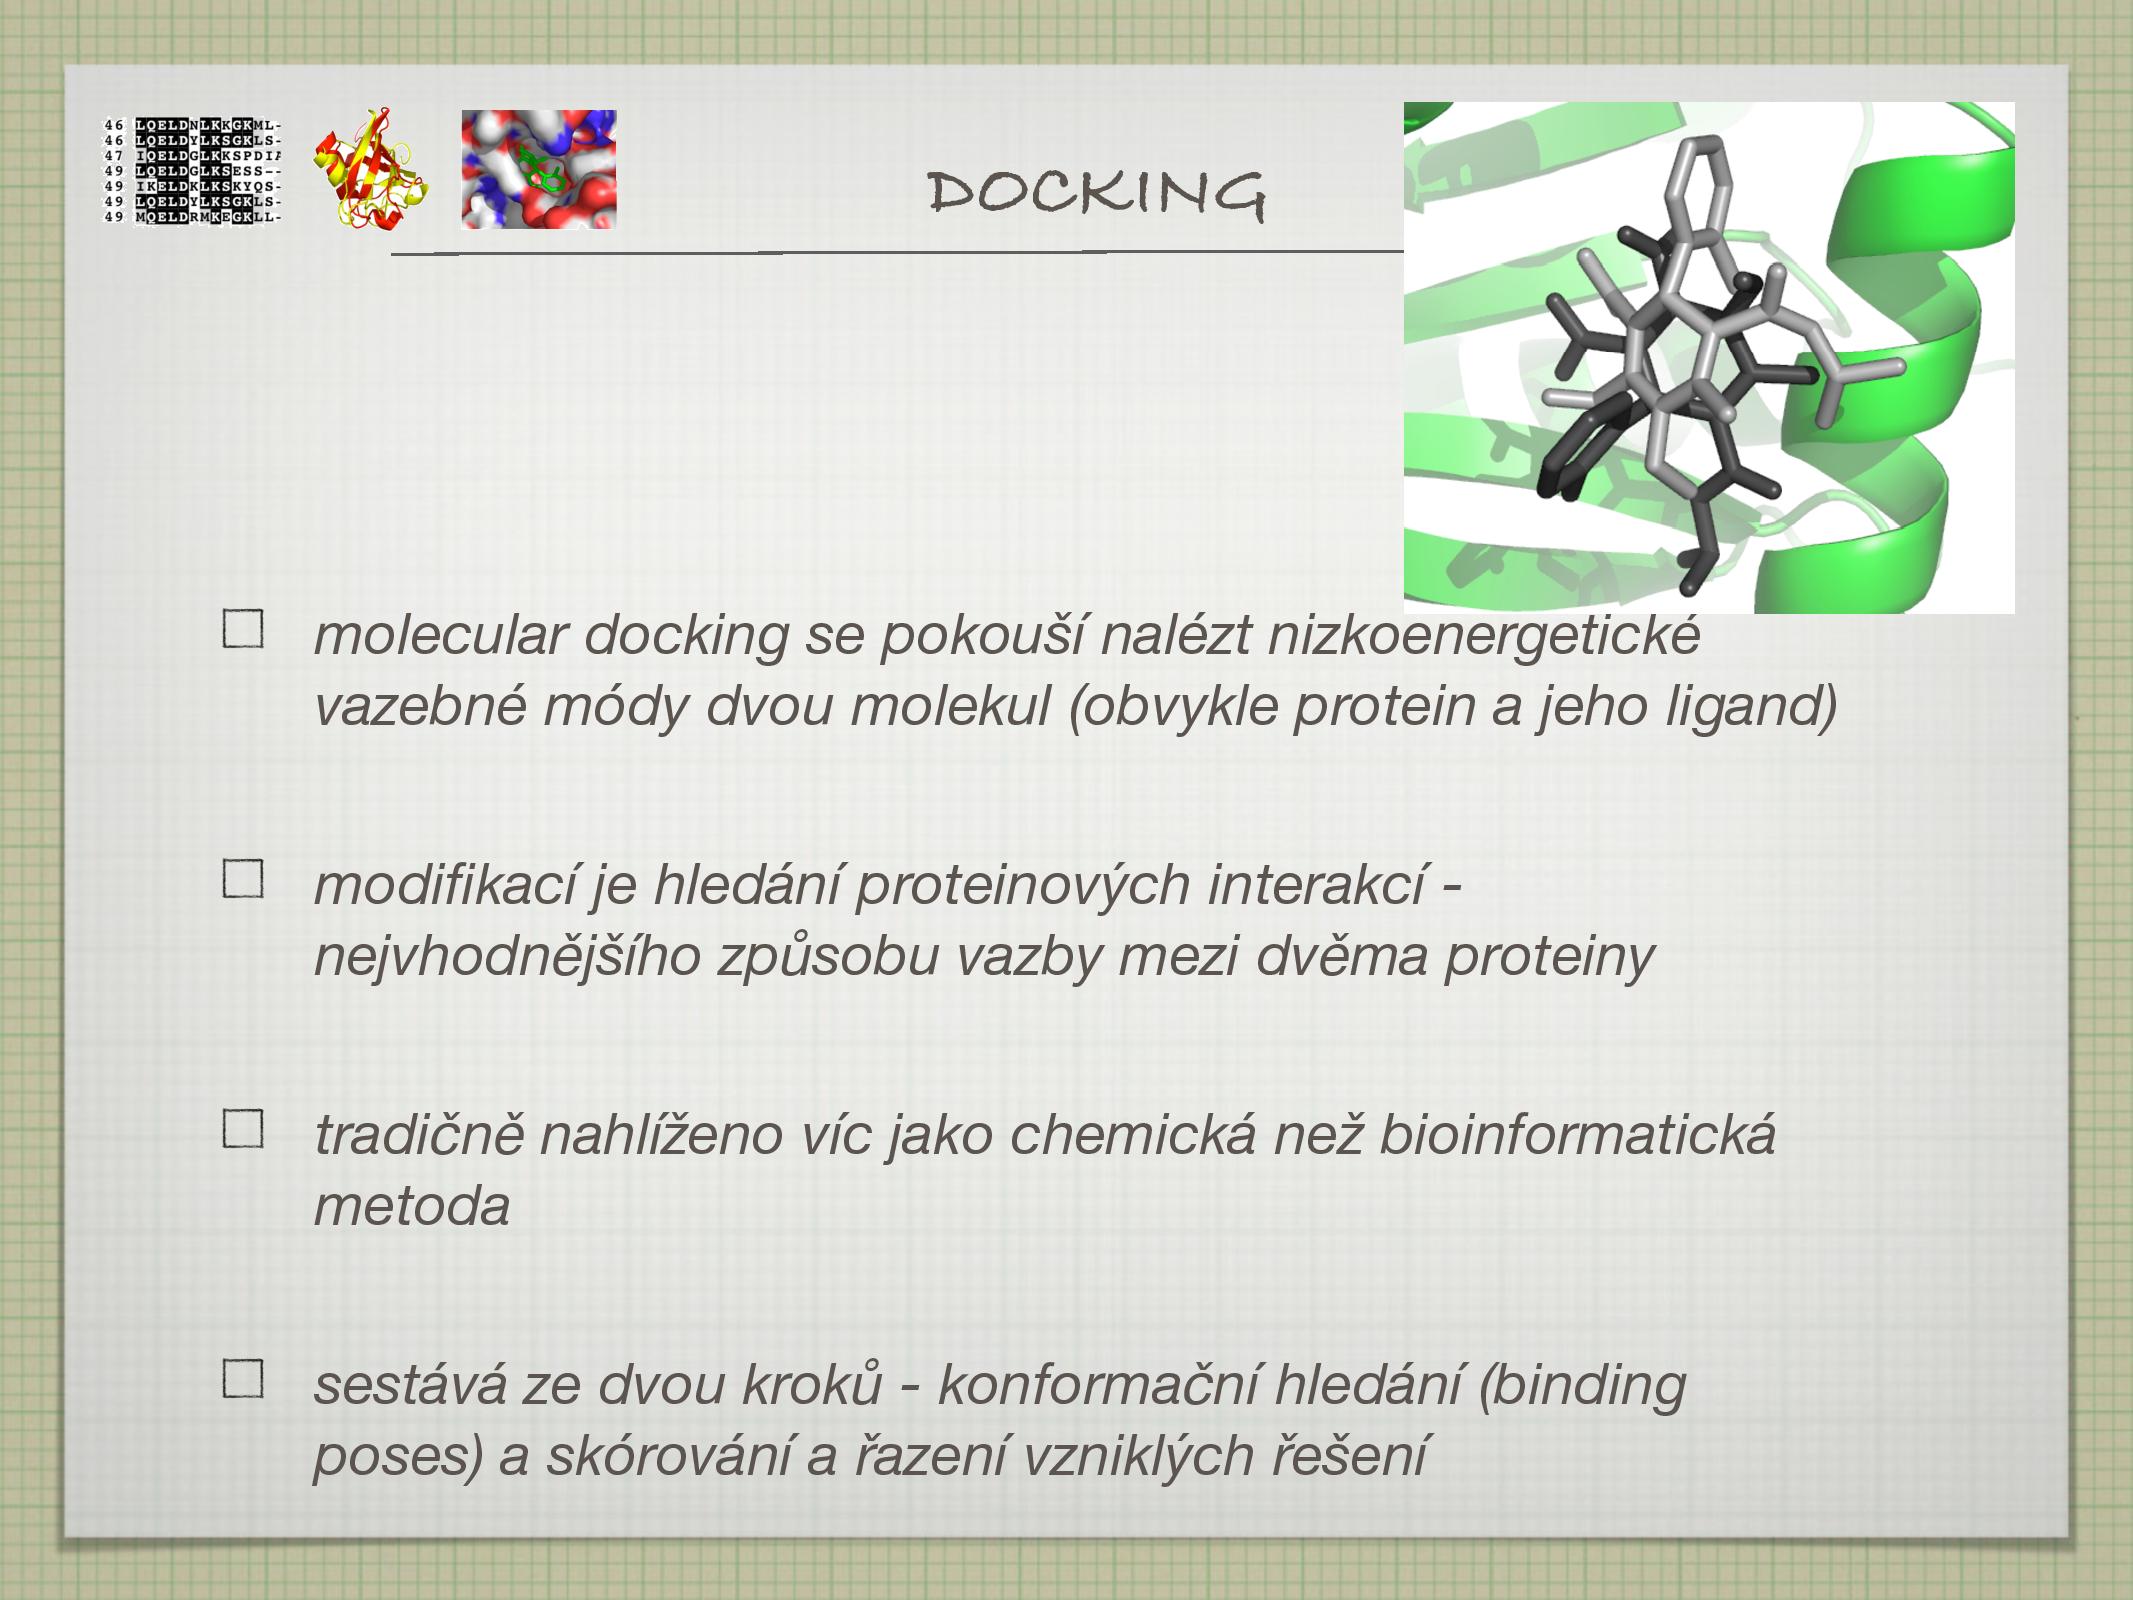 46 LQELDNLKKGKML-
46 LQELDYLKSGKLS-
47 IQELDGLKKSPDI
49 LQELDGLKSESS--
49 IKELDKLKSKYQS-
49 LQELDYLKSGKLS-
49 MQELDRMKEGKLL-
DOCKING
molecular docking se pokouší nalézt nizkoenergetické
vazebné módy dvou molekul (obvykle protein a jeho ligand)
modifikací je hledání proteinových interakcí -
nejvhodnějšího způsobu vazby mezi dvěma proteiny
tradičně nahlíženo víc jako chemická než bioinformatická
metoda
sestává ze dvou kroků - konformační hledání (binding
poses) a skórování a řazení vzniklých řešení